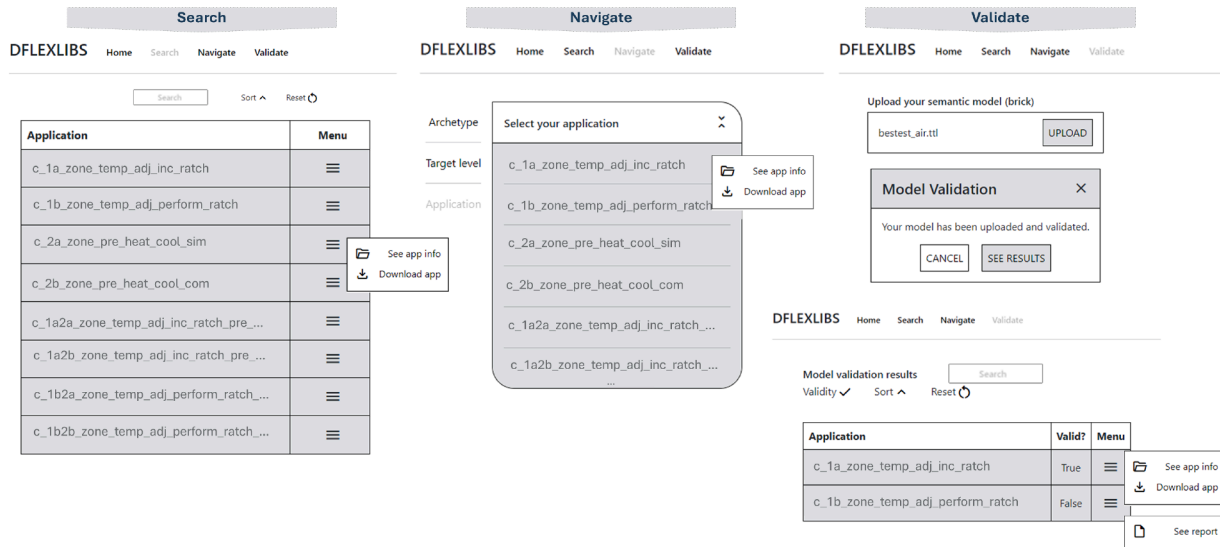 Search
DFLEXLIBS Home Search Navigate Validate
Search Sort Reset
Application Menu
c_1a_zone_temp_adj_inc_ratch
c_1b_zone_temp_adj_perform_ratch
c_2a_zone_pre_heat_cool_sim
See app info
Download app
c_2b_zone_pre_heat_cool_com
c_1a2a_zone_temp_adj_inc_ratch_pre_...
c_1a2b_zone_temp_adj_inc_ratch_pre_...
c_1b2a_zone_temp_adj_perform_ratch_...
c_1b2b_zone_temp_adj_perform_ratch_...
Navigate
DFLEXLIBS Home Search Navigate Validate
Archetype
Target level
Application
Select your application
c_1a_zone_temp_adj_inc_ratch
See app info
Download app
c_1b_zone_temp_adj_perform_ratch
c_2a_zone_pre_heat_cool_sim
c_2b_zone_pre_heat_cool_com
c_1a2a_zone_temp_adj_inc_ratch_...
c_1a2b_zone_temp_adj_inc_ratch_...
...
Validate
DFLEXLIBS Home Search Navigate Validate
Upload your semantic model (brick)
bestest_air.ttl UPLOAD
Model Validation
Your model has been uploaded and validated.
CANCEL SEE RESULTS
DFLEXLIBS Home Search Navigate Validate
Model validation results Search
Validity Sort Reset
Application Valid? Menu
c_1a_zone_temp_adj_inc_ratch True
See app info
Download app
c_1b_zone_temp_adj_perform_ratch False
See report